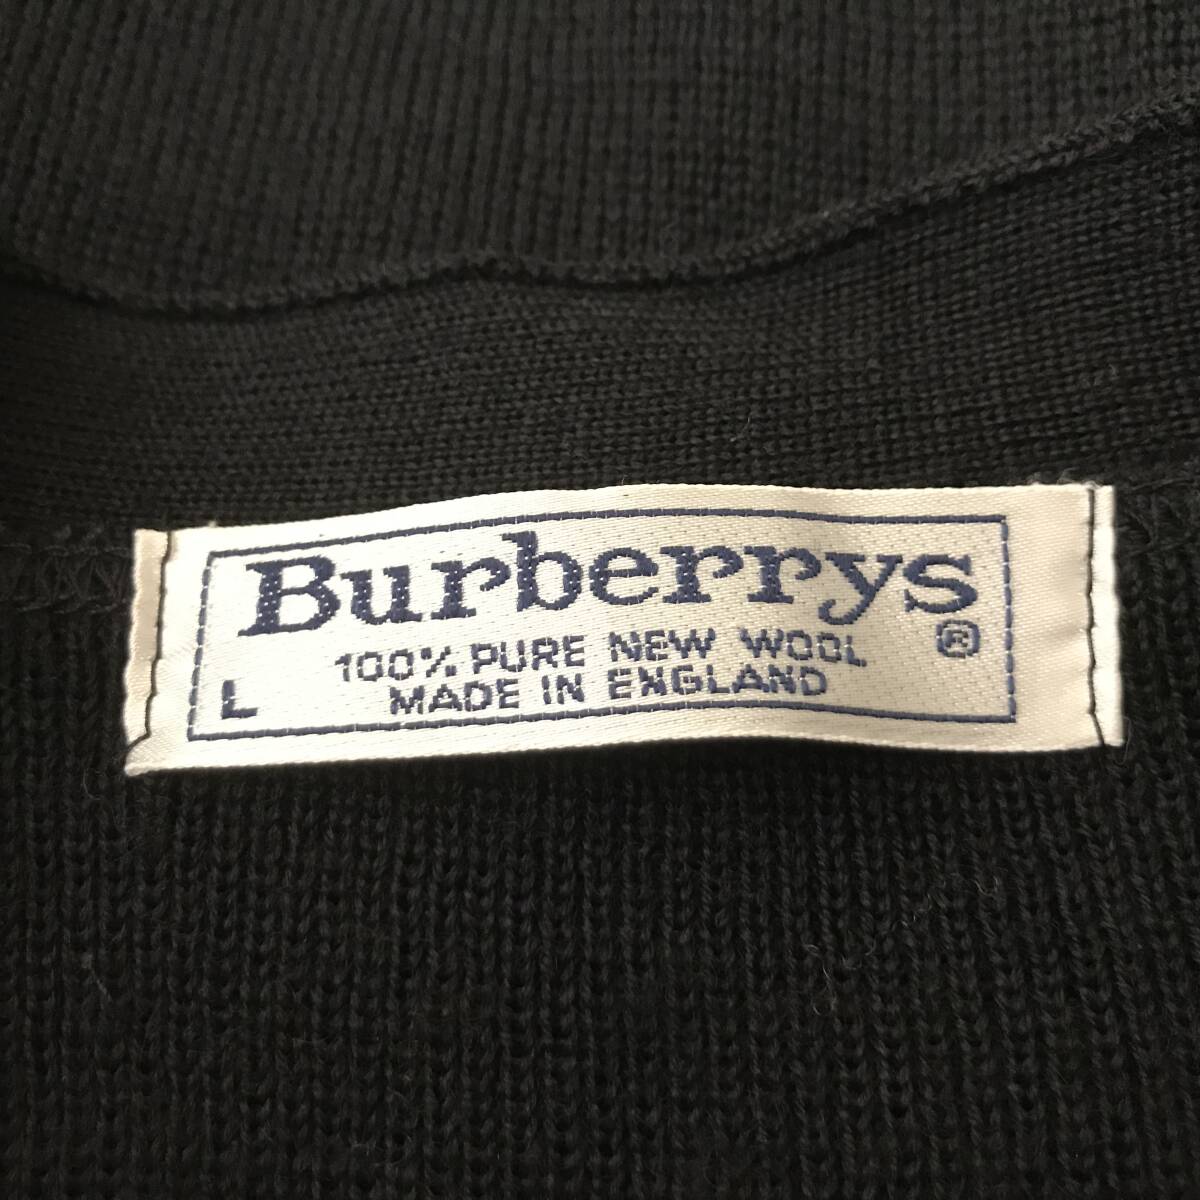 Burberrys
100% PURE NEW WOOL ®
L MADE IN ENGLAND